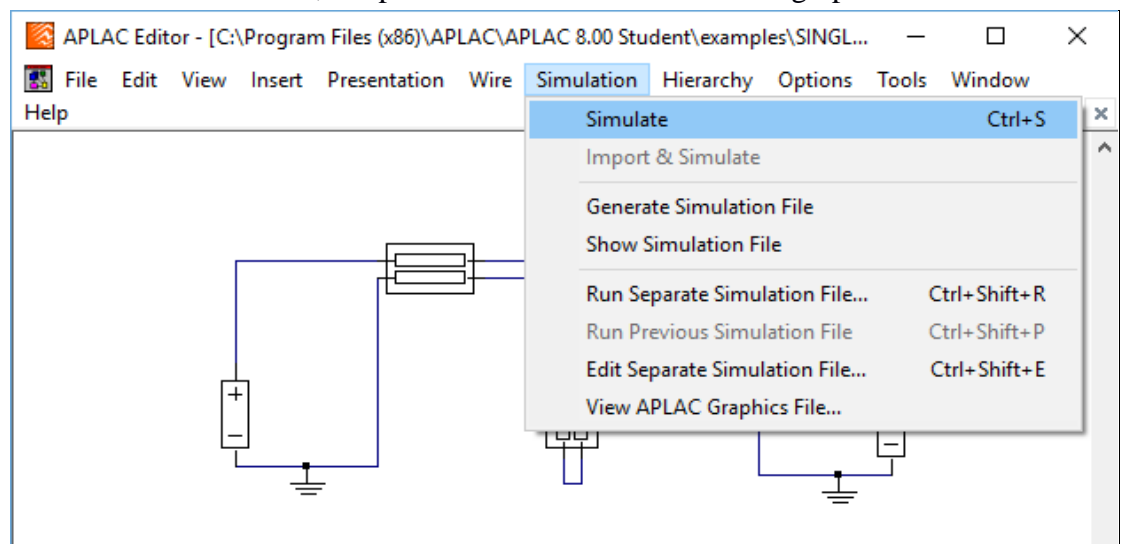 APLAC Editor - [C:\Program Files (x86)\APLAC\APLAC 8.00 Student\examples\SINGL...
File Edit View Insert Presentation Wire Simulation Hierarchy Options Tools Window
Help
Simulate Ctrl+S
Import & Simulate
Generate Simulation File
Show Simulation File
Run Separate Simulation File... Ctrl+Shift+R
Run Previous Simulation File Ctrl+Shift+P
Edit Separate Simulation File... Ctrl+Shift+E
View APLAC Graphics File...